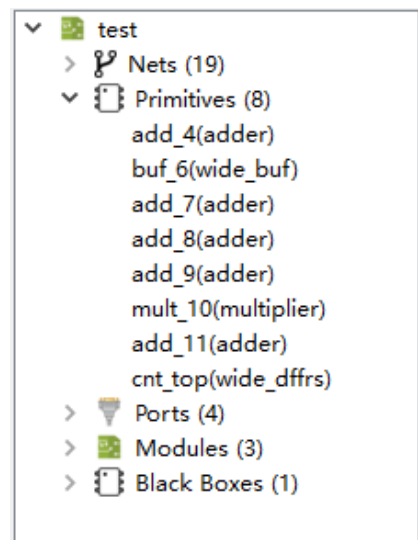 test
Nets (19)
Primitives (8)
add_4(adder)
buf_6(wide_buf)
add_7(adder)
add_8(adder)
add_9(adder)
mult_10(multiplier)
add_11(adder)
cnt_top(wide_dffrs)
Ports (4)
Modules (3)
Black Boxes (1)